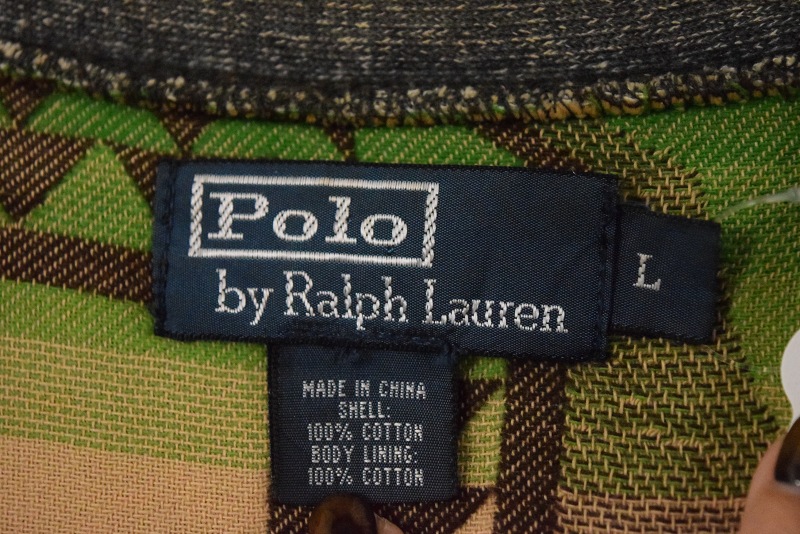 Polo
by Ralph Lauren
L
MADE IN CHINA
SHELL:
100% COTTON
BODY LINING:
100% COTTON